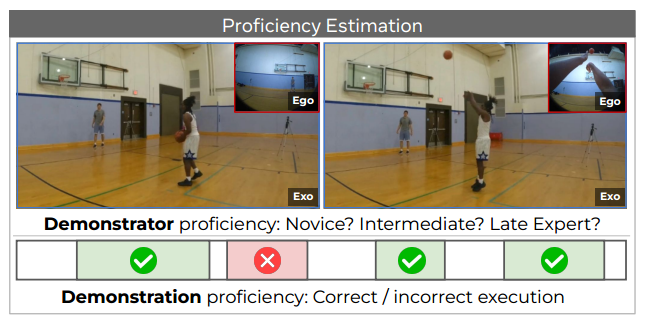 Proficiency Estimation
Ego
Exo
Ego
Exo
Demonstrator proficiency: Novice? Intermediate? Late Expert?
Demonstration proficiency: Correct / incorrect execution